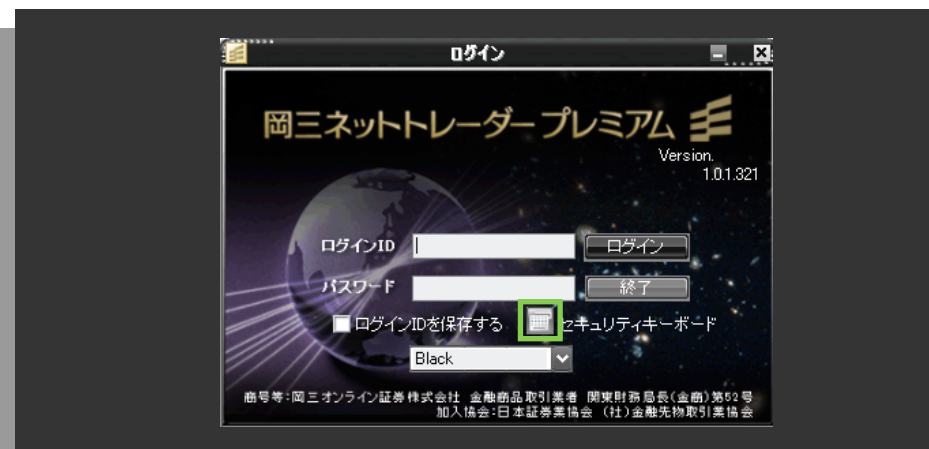 ログイン
岡三ネットトレーダープレミアム
Version.
1.0.1.321
ログインID
ログイン
パスワード
終了
ログインIDを保存する
セキュリティキーボード
Black
商号等:岡三オンライン証券株式会社 金融商品取引業者 関東財務局長(金商)第52号
加入協会:日本証券業協会 (社)金融先物取引業協会